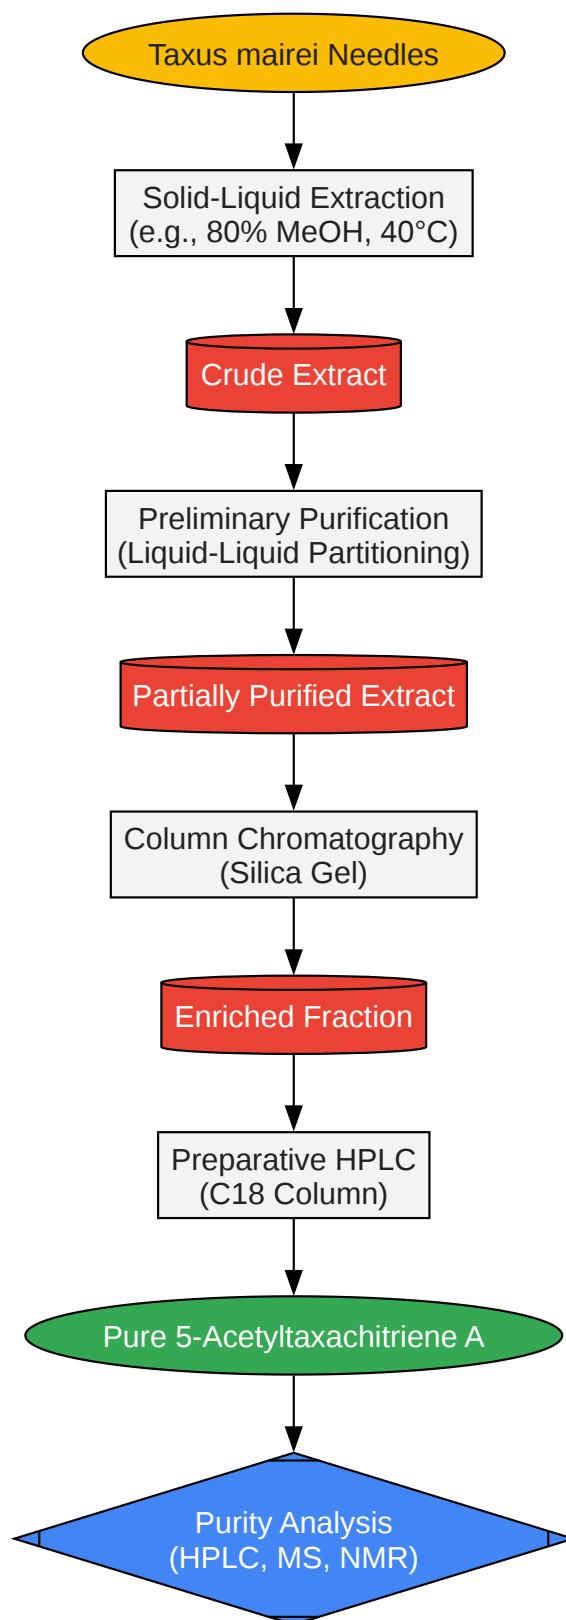 Taxus mairei Needles
Solid-Liquid Extraction
(e.g., 80% MeOH, 40°C)
Crude Extract
Preliminary Purification
(Liquid-Liquid Partitioning)
Partially Purified Extract
Column Chromatography
(Silica Gel)
Enriched Fraction
Preparative HPLC
(C18 Column)
Pure 5-Acetyltaxachitriene A
Purity Analysis
(HPLC, MS, NMR)